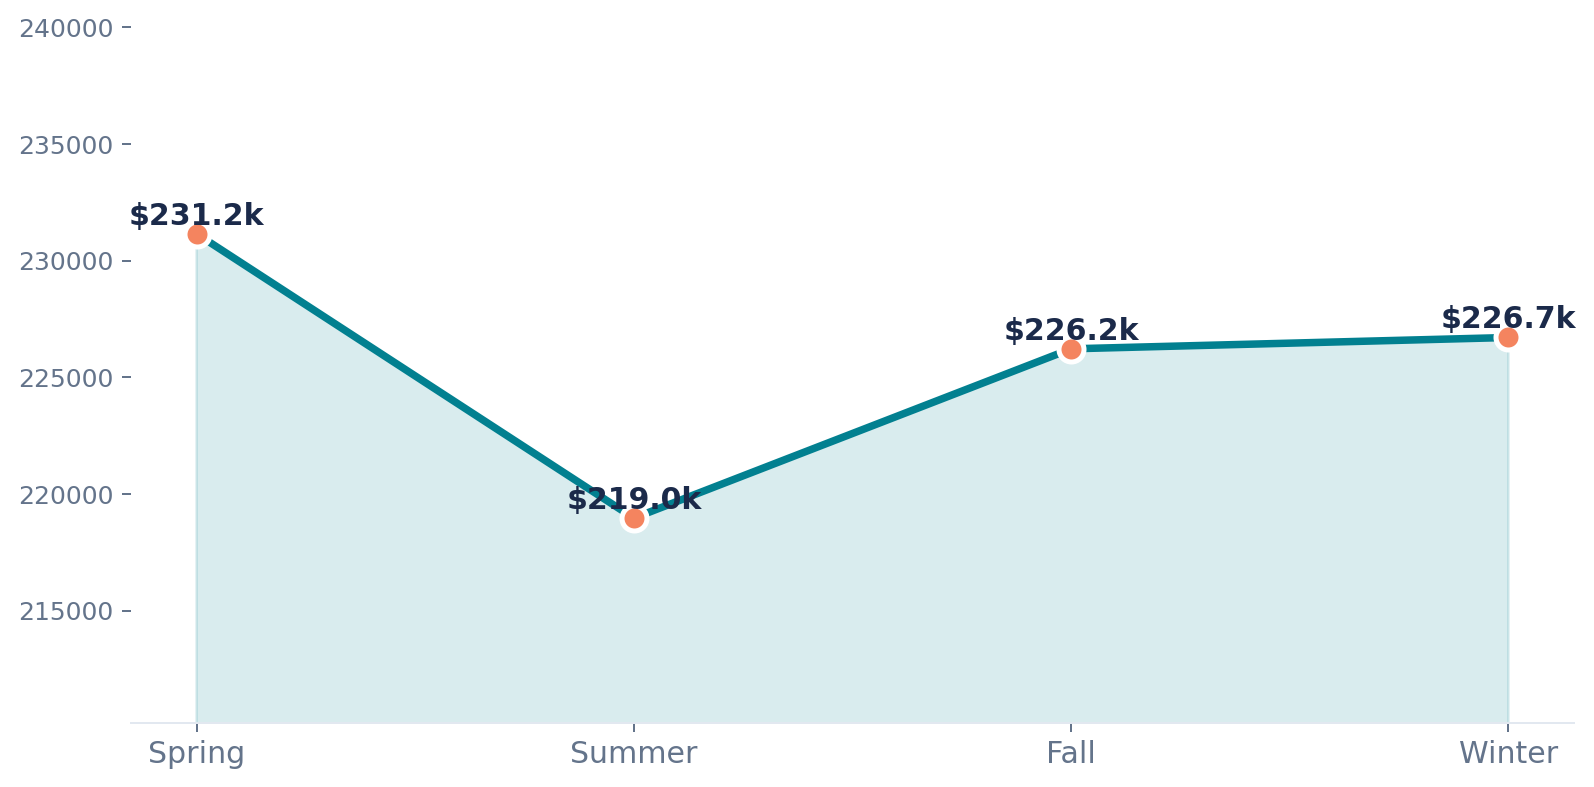 240000
235000
$231.2k
230000
$226.7k
$226.2k
225000
$219.0k
220000
215000
Spring Summer Fall Winter